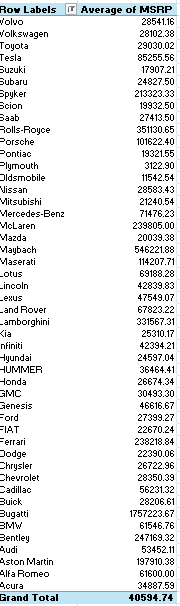 Row Labels Average of MSRP
Volvo 28541.16
Volkswagen 28102.38
Toyota 29030.02
Tesla 85255.56
Suzuki 17907.21
Subaru 24827.50
Spyker 213323.33
Scion 19932.50
Saab 27413.50
Rolls-Royce 351130.65
Porsche 101622.40
Pontiac 19321.55
Plymouth 3122.90
Oldsmobile 11542.54
Nissan 28583.43
Mitsubishi 21240.54
Mercedes-Benz 71476.23
McLaren 239805.00
Mazda 20039.38
Maybach 546221.88
Maserati 114207.71
Lotus 69188.28
Lincoln 42839.83
Lexus 47549.07
Land Rover 67823.22
Lamborghini 331567.31
Kia 25310.17
Infiniti 42394.21
Hyundai 24597.04
HUMMER 36464.41
Honda 26674.34
GMC 30493.30
Genesis 46616.67
Ford 27399.27
FIAT 22670.24
Ferrari 238218.84
Dodge 22390.06
Chrysler 26722.96
Chevrolet 28350.39
Cadillac 56231.32
Buick 28206.61
Bugatti 1757223.67
BMW 61546.76
Bentley 247169.32
Audi 53452.11
Aston Martin 197910.38
Alfa Romeo 61600.00
Acura 34887.59
Grand Total 40594.74